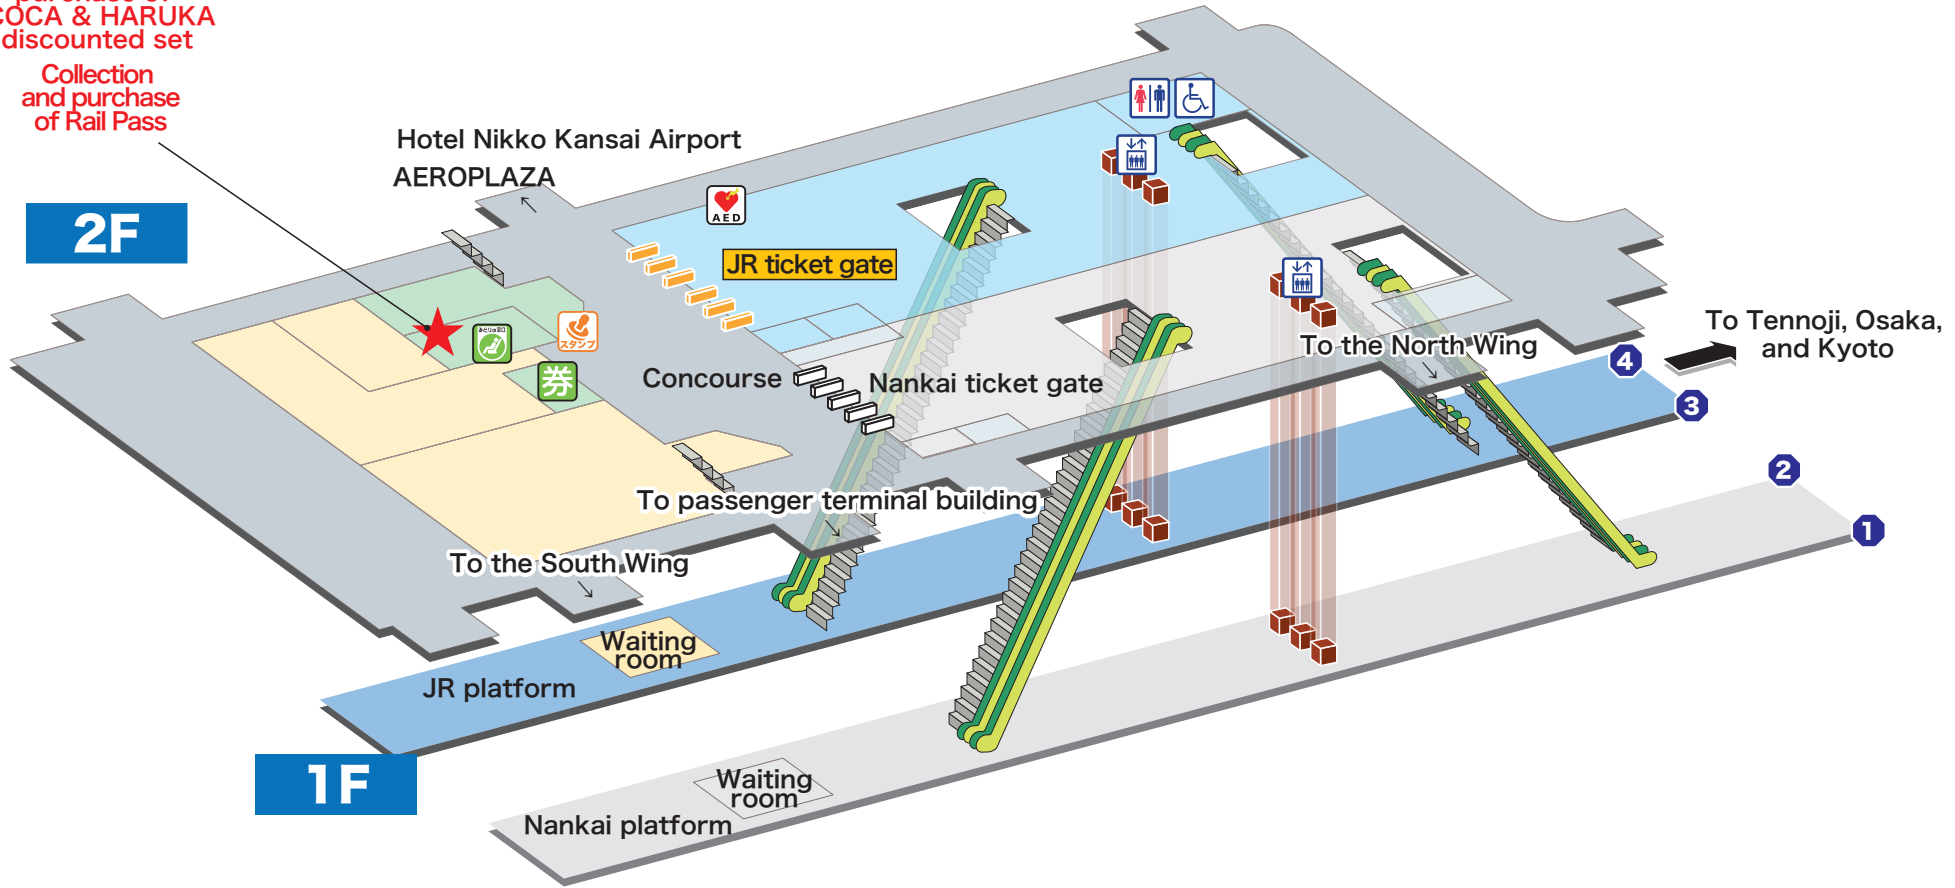 purchase of
COCA & HARUKA
discounted set
Collection
and purchase
of Rail Pass
2F
Hotel Nikko Kansai Airport
AEROPLAZA
AED
JR ticket gate
スタンプ
券
Concourse
Nankai ticket gate
To the North Wing
To Tennoji, Osaka,
and Kyoto
4
3
2
1
To passenger terminal building
To the South Wing
Waiting
room
JR platform
1F
Waiting
room
Nankai platform